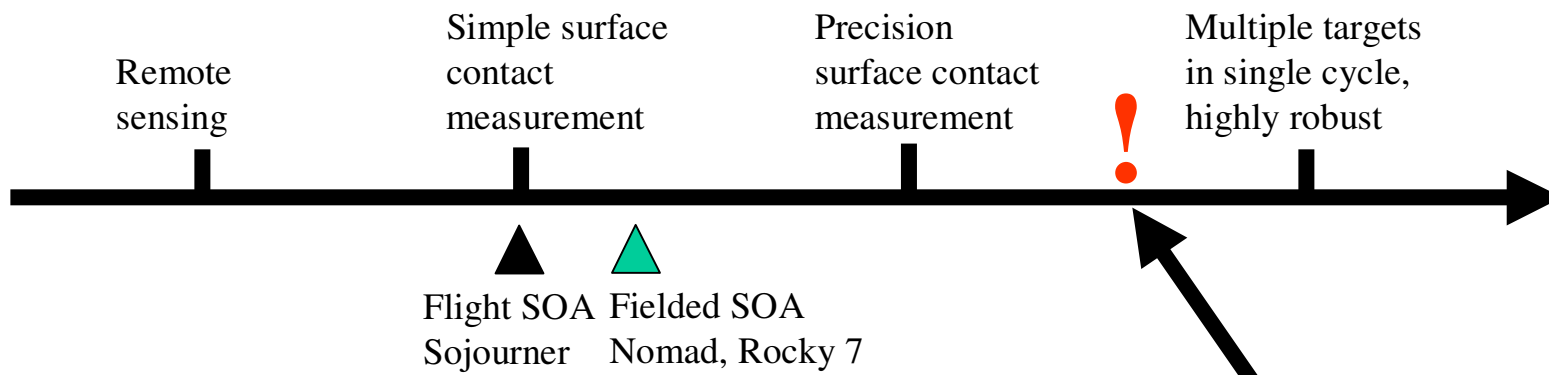 Remote
sensing
Simple surface
contact
measurement
Precision
surface contact
measurement
!
Multiple targets
in single cycle,
highly robust
Flight SOA
Sojourner
Fielded SOA
Nomad, Rocky 7